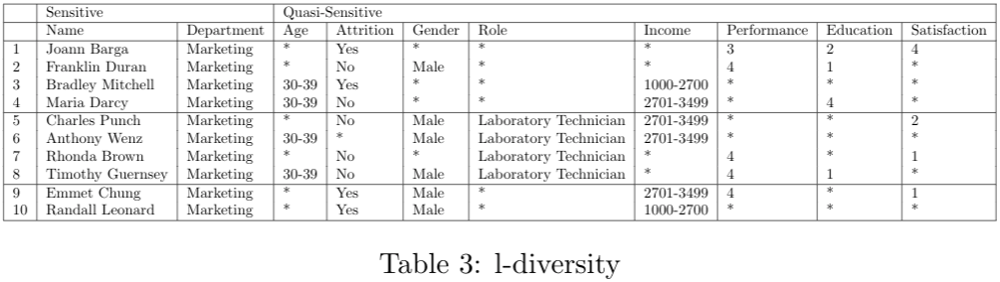 Sensitive Quasi-Sensitive
Name Department Age Attrition Gender Role Income Performance Education Satisfaction
1 Joann Barga Marketing * Yes * * * 3 2 4
2 Franklin Duran Marketing * No Male * * 4 1 *
3 Bradley Mitchell Marketing 30-39 Yes * * 1000-2700 * * *
4 Maria Darcy Marketing 30-39 No * * 2701-3499 * 4 *
5 Charles Punch Marketing * No Male Laboratory Technician 2701-3499 * * 2
6 Anthony Wenz Marketing 30-39 * Male Laboratory Technician 2701-3499 * * *
7 Rhonda Brown Marketing * No * Laboratory Technician * 4 * 1
8 Timothy Guernsey Marketing 30-39 No Male Laboratory Technician * 4 1 *
9 Emmet Chung Marketing * Yes Male * 2701-3499 4 * 1
10 Randall Leonard Marketing * Yes Male * 1000-2700 * * *
Table 3: l-diversity